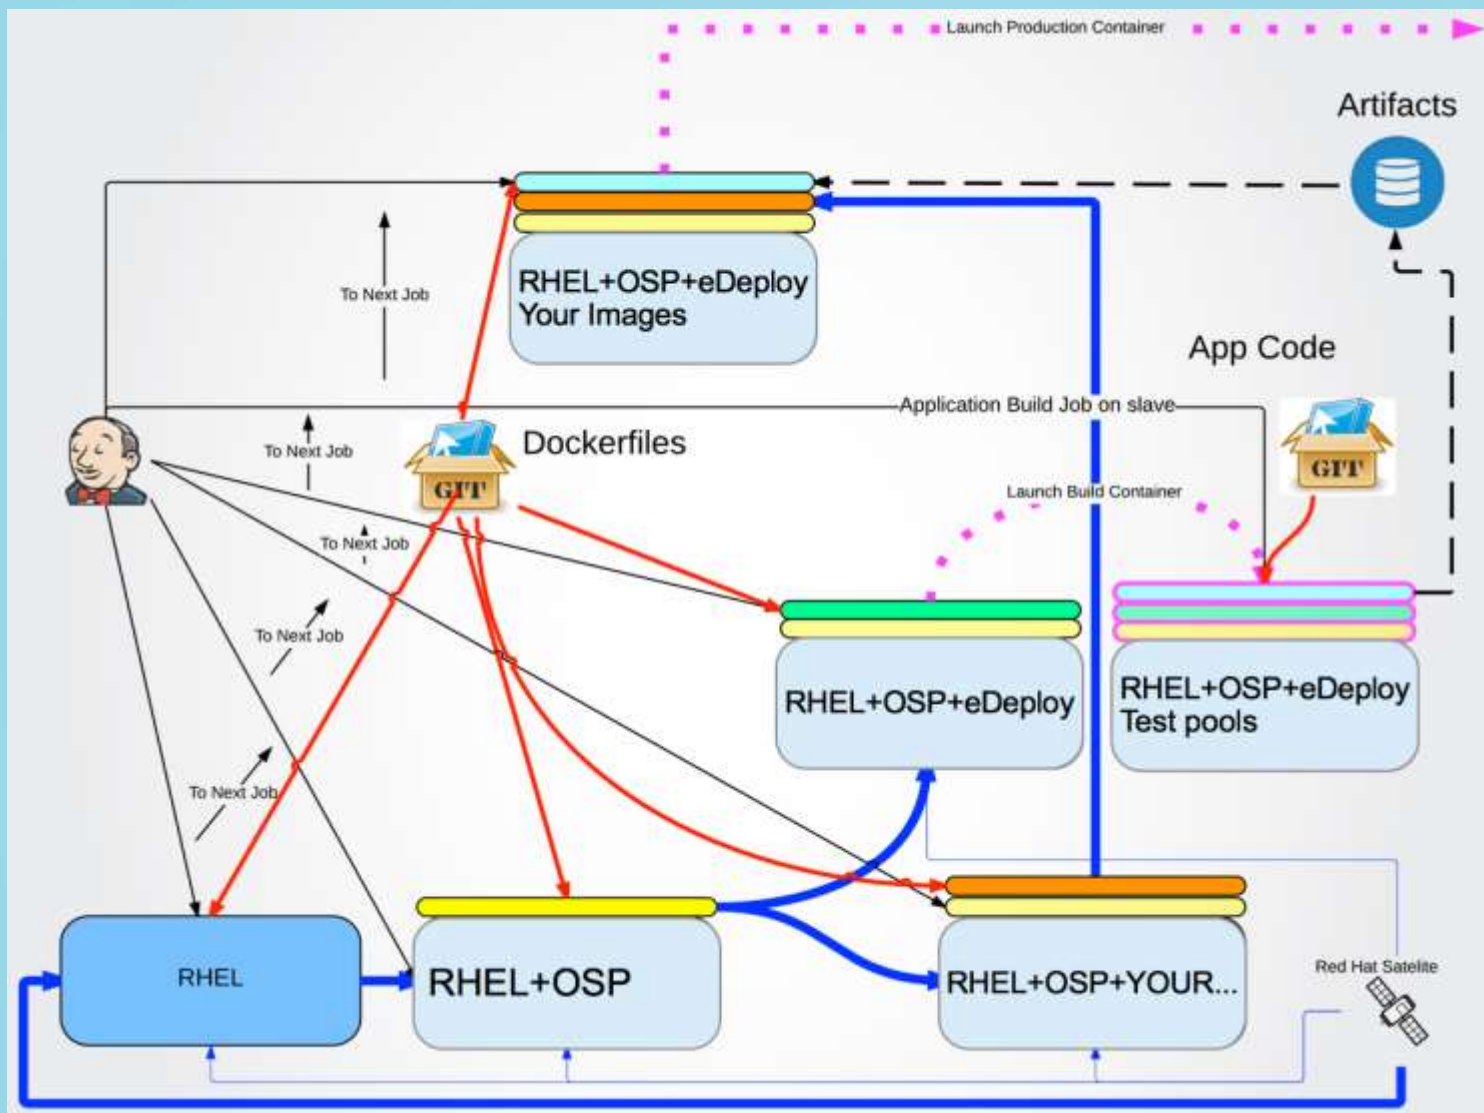 Launch Production Container
Artifacts
RHEL+OSP+eDeploy
Your Images
To Next Job
App Code
Application Build Job on slave
GIT
Dockerfiles
To Next Job
GIT
Launch Build Container
To Next Job
To Next Job
RHEL+OSP+eDeploy
RHEL+OSP+eDeploy
Test pools
To Next Job
RHEL
RHEL+OSP
RHEL+OSP+YOUR...
Red Hat Satelite